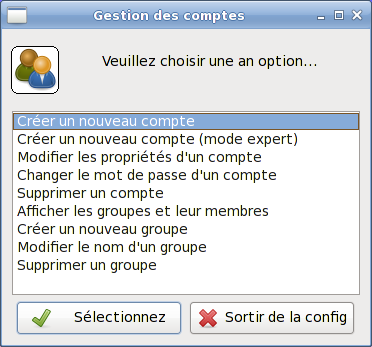 Gestion des comptes
Veuillez choisir une an option...
Créer un nouveau compte
Créer un nouveau compte (mode expert)
Modifier les propriétés d'un compte
Changer le mot de passe d'un compte
Supprimer un compte
Afficher les groupes et leur membres
Créer un nouveau groupe
Modifier le nom d'un groupe
Supprimer un groupe
Sélectionnez
Sortir de la config